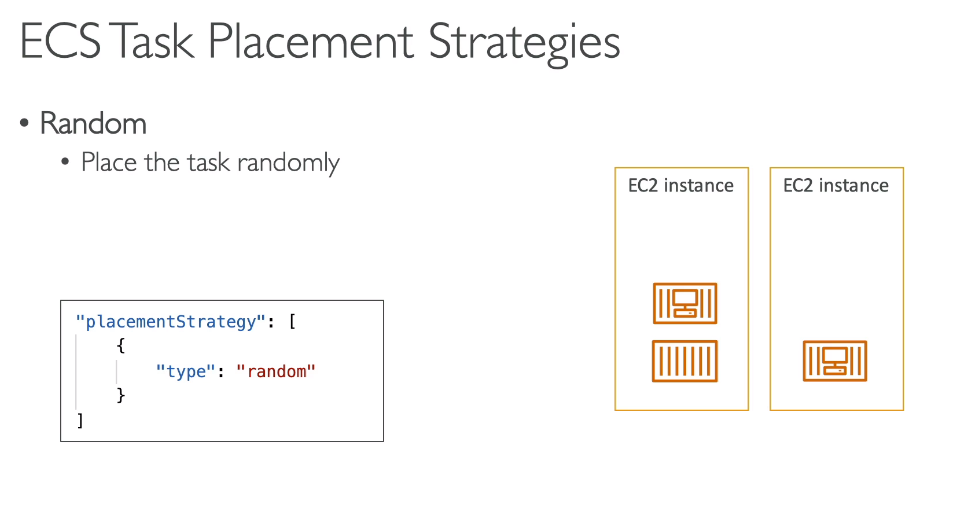 ECS Task Placement Strategies
• Random
• Place the task randomly
EC2 instance
EC2 instance
"placementStrategy": [
{
"type": "random"
}
]